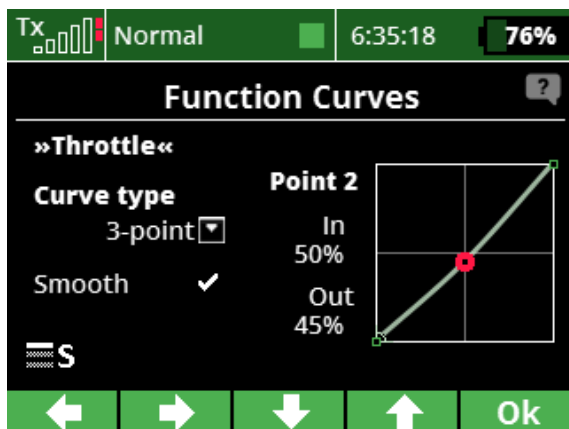 Tx Normal 6:35:18 76%
Function Curves ?
»Throttle«
Curve type
3-point
Smooth
Point 2
In
50%
Out
45%
S
Ok